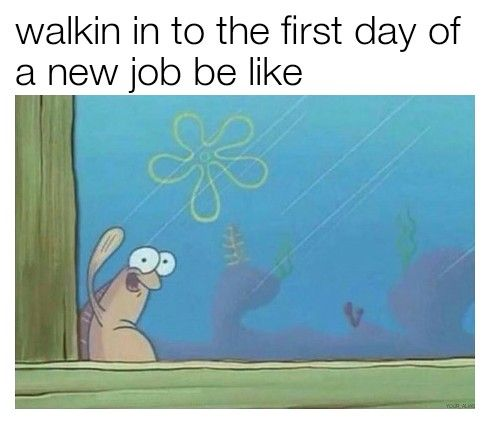 walkin in to the first day of
a new job be like